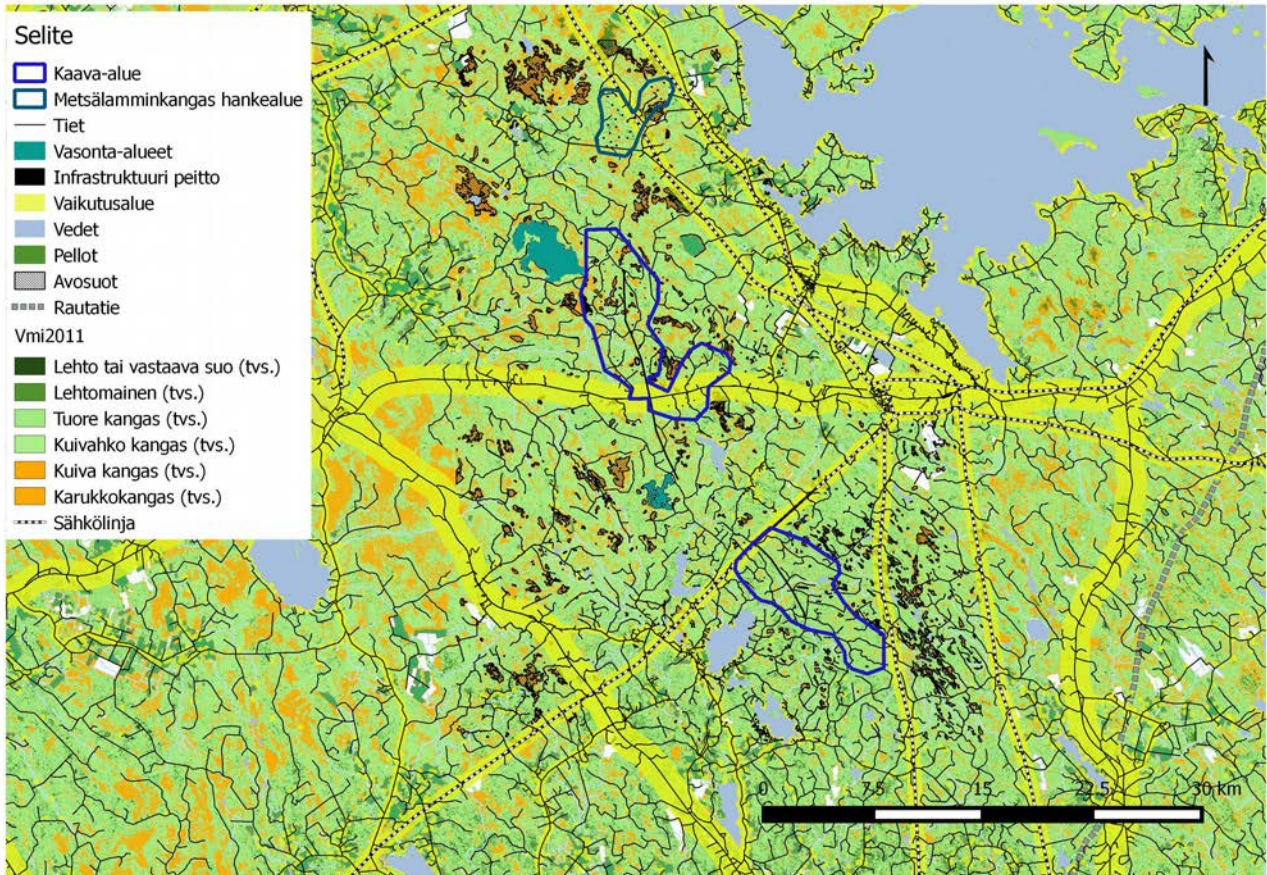 Selite
Kaava-alue
Metsälamminkangas hankealue
Tiet
Vasonta-alueet
Infrastruktuuri peitto
Vaikutusalue
Vedet
Pellot
Avosuot
Rautatie
Vmi2011
Lehto tai vastaava suo (tvs.)
Lehtomainen (tvs.)
Tuore kangas (tvs.)
Kuivahko kangas (tvs.)
Kuiva kangas (tvs.)
Karukkokangas (tvs.)
Sähkölinja
0 7.5 15 22.5 30 km